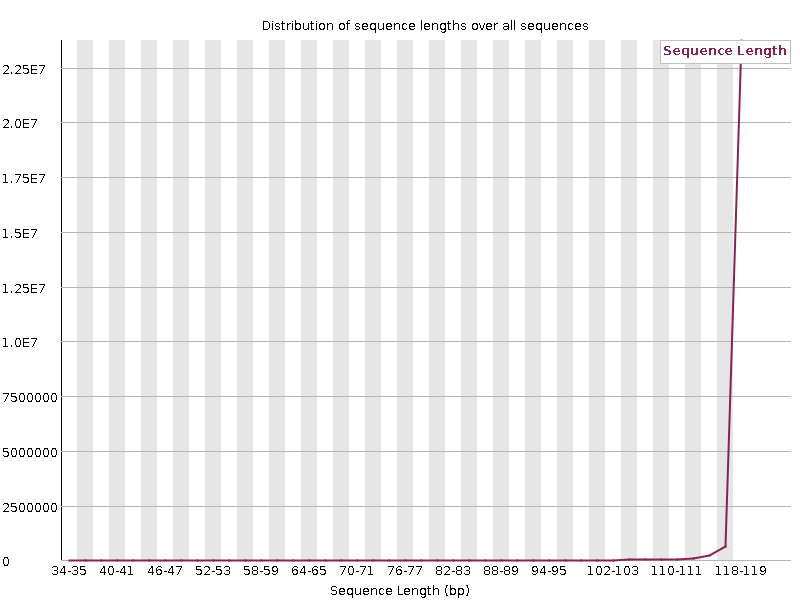 Distribution of sequence lengths over all sequences
Sequence Length
2.25E7
2.0E7
1.75E7
1.5E7
1.25E7
1.0E7
7500000
5000000
2500000
0
34-35 40-41 46-47 52-53 58-59 64-65 70-71 76-77 82-83 88-89 94-95 102-103 110-111 118-119
Sequence Length (bp)